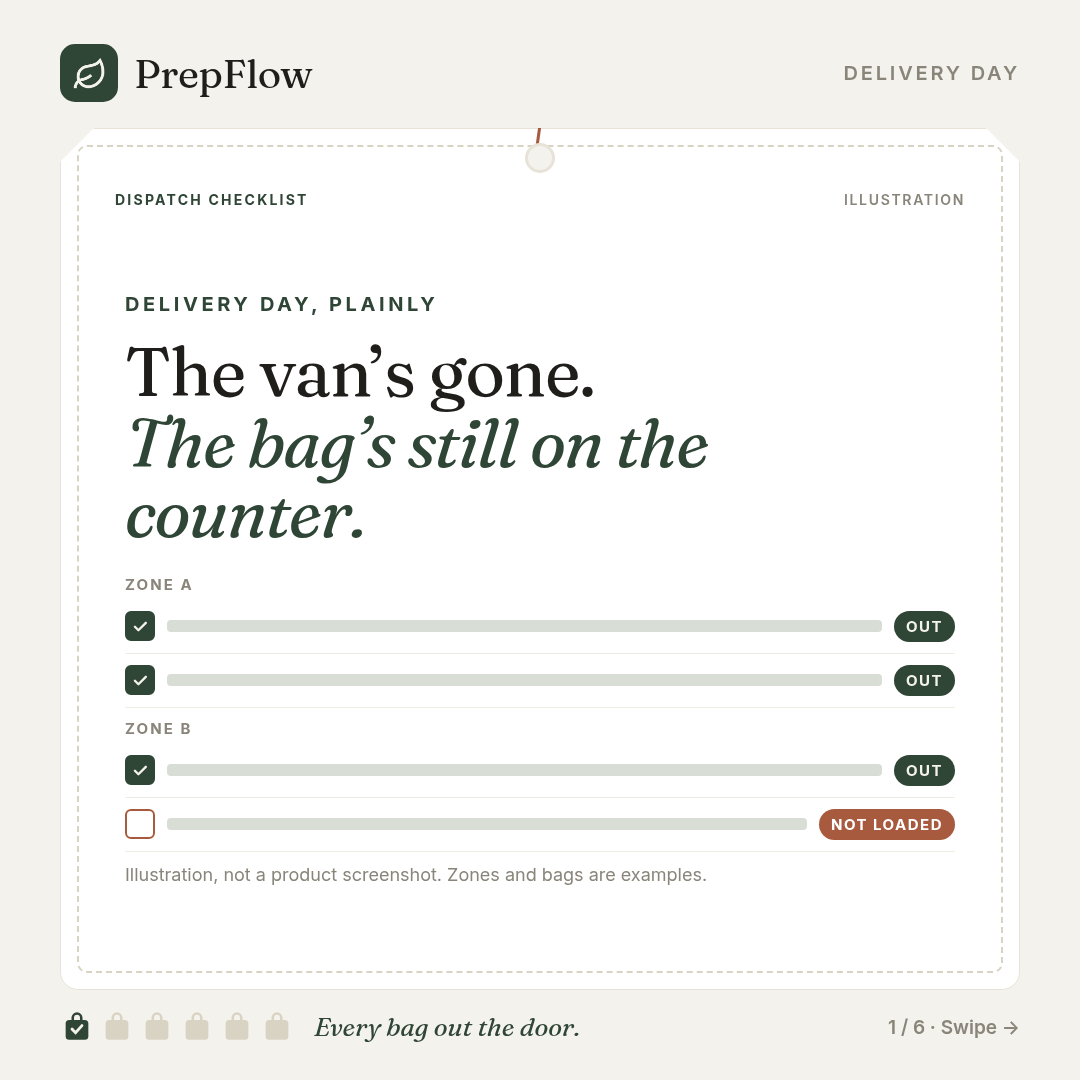 PrepFlow
DELIVERY DAY
DISPATCH CHECKLIST
ILLUSTRATION
DELIVERY DAY, PLAINLY
The van’s gone.
The bag’s still on the
counter.
ZONE A
OUT
OUT
ZONE B
OUT
NOT LOADED
Illustration, not a product screenshot. Zones and bags are examples.
Every bag out the door.
1 / 6 · Swipe →